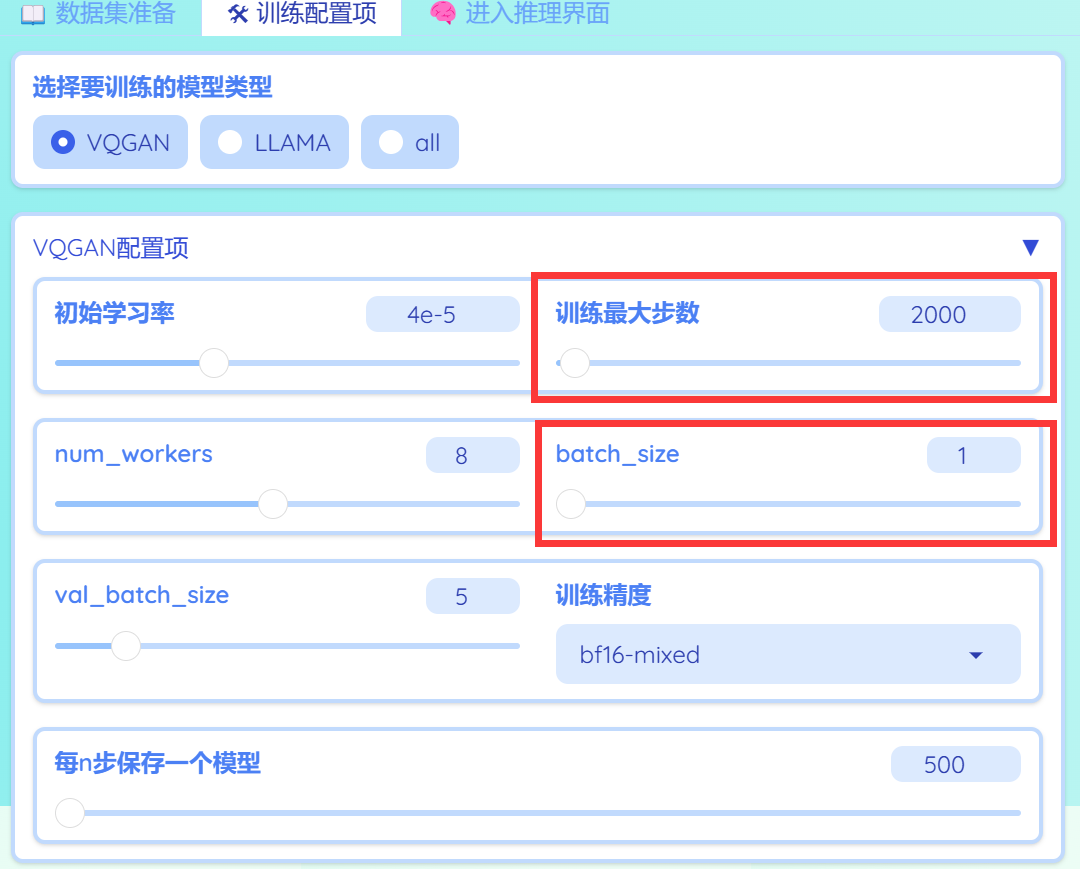 数据集准备 训练配置项 进入推理界面
选择要训练的模型类型
VQGAN LLAMA all
VQGAN配置项
初始学习率 4e-5 训练最大步数 2000
num_workers 8 batch_size 1
val_batch_size 5 训练精度
bf16-mixed
每n步保存一个模型 500